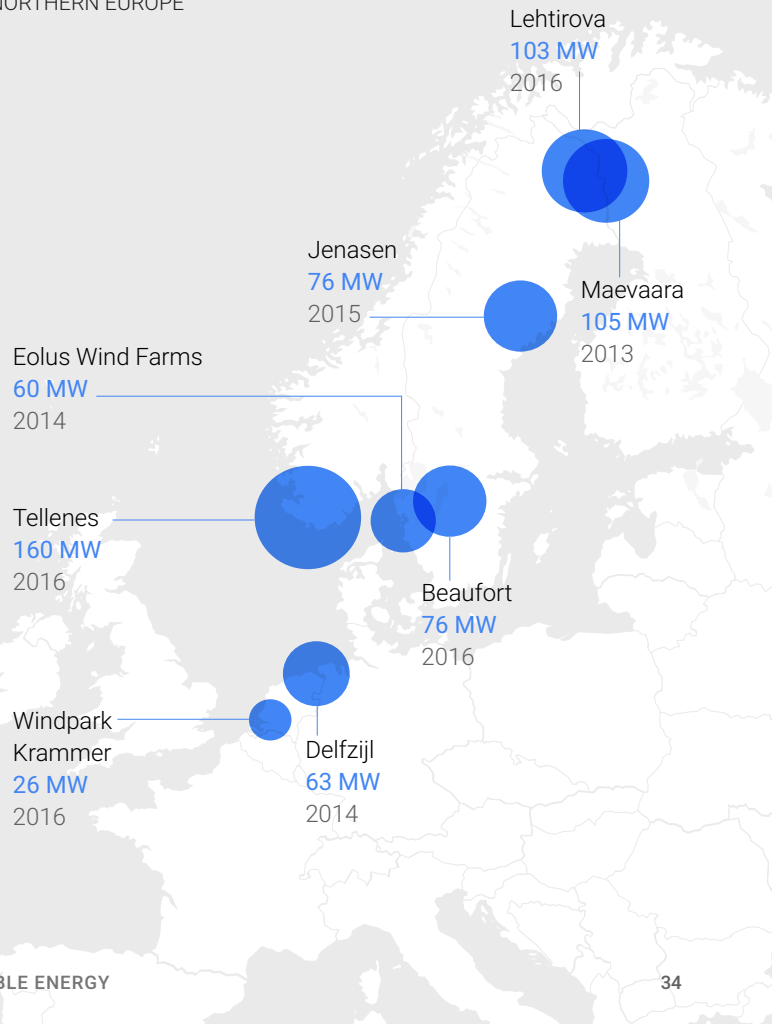 NORTHERN EUROPE
Lehtirova
103 MW
2016
Jenasen
76 MW
2015
Maevaara
105 MW
2013
Eolus Wind Farms
60 MW
2014
Tellenes
160 MW
2016
Beaufort
76 MW
2016
Windpark
Krammer
26 MW
2016
Delfzijl
63 MW
2014
BLE ENERGY
34